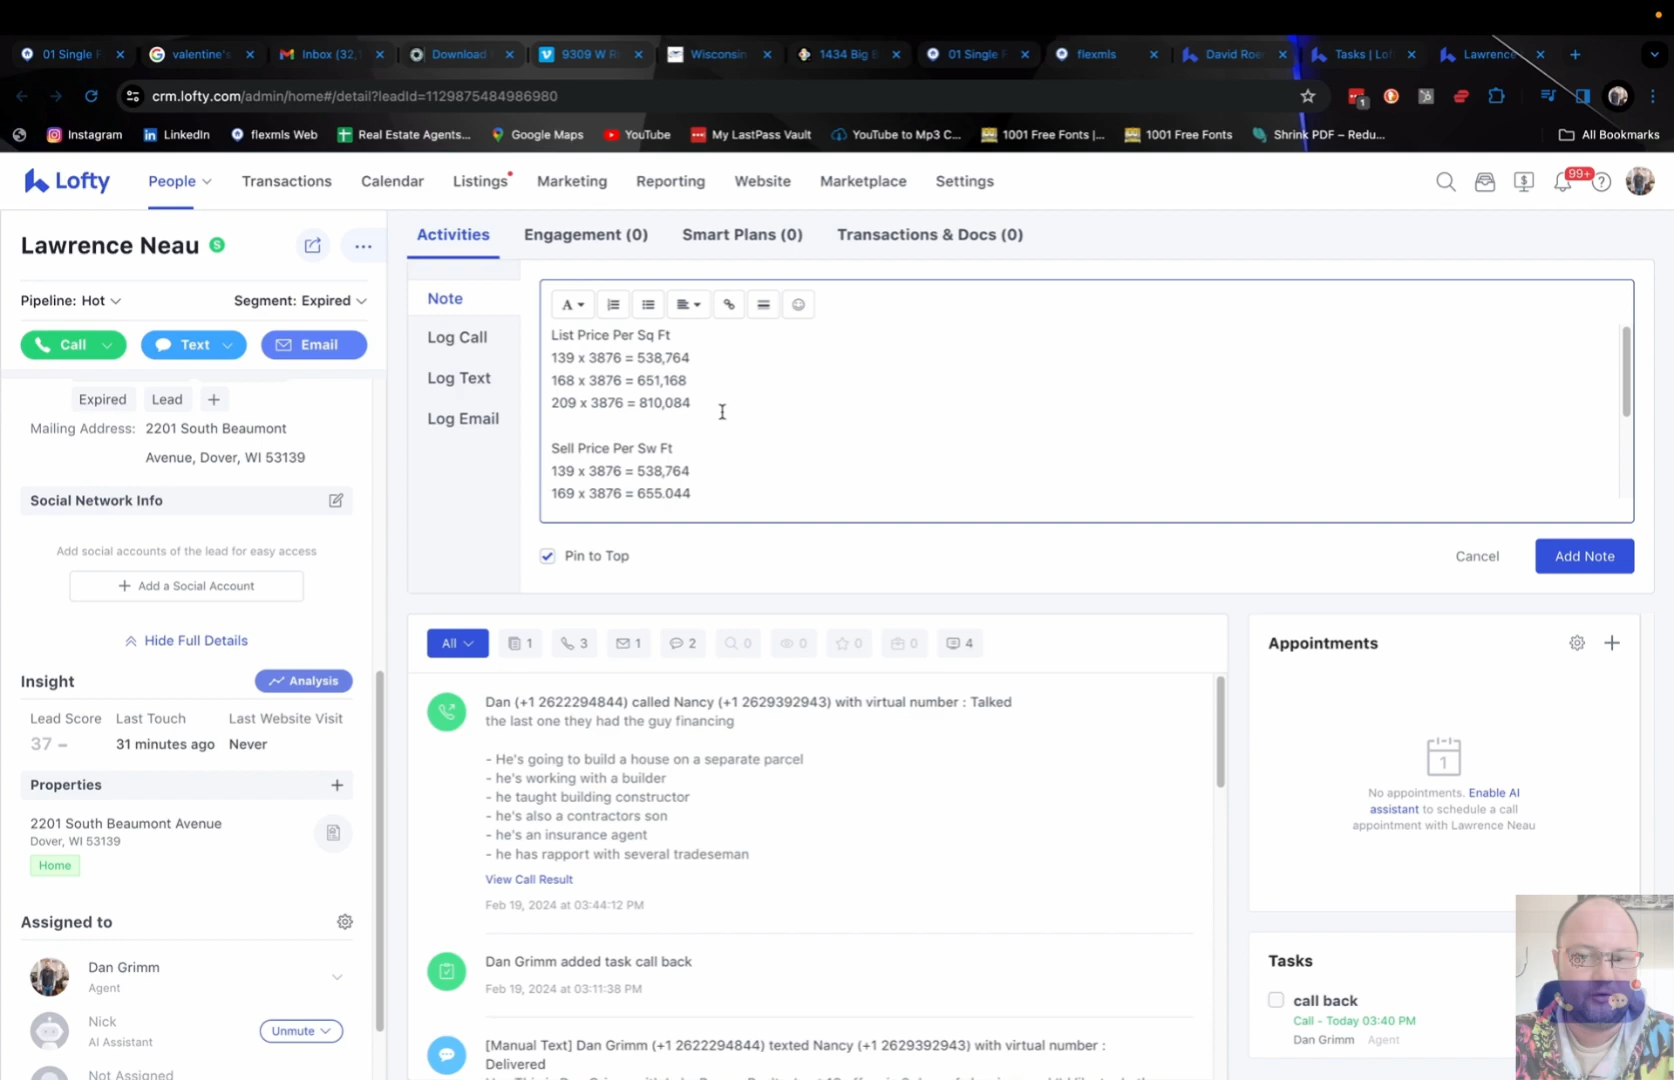 01 Single F
valentine's
Inbox (32,1
Download
9309 W Ri
Wisconsin
1434 Big B
01 Single F
flexmls
David Roe
Tasks | Lof
Lawrence
crm.lofty.com/admin/home#/detail?leadId=1129875484986980
1
Instagram
LinkedIn
flexmls Web
Real Estate Agents...
Google Maps
YouTube
My LastPass Vault
YouTube to Mp3 C...
1001 Free Fonts |...
1001 Free Fonts
Shrink PDF – Redu...
All Bookmarks
Lofty
People
Transactions
Calendar
Listings
Marketing
Reporting
Website
Marketplace
Settings
99+
Lawrence Neau S
Pipeline: Hot
Segment: Expired
Call
Text
Email
Expired
Lead
Mailing Address: 2201 South Beaumont
Avenue, Dover, WI 53139
Social Network Info
Add social accounts of the lead for easy access
+ Add a Social Account
Hide Full Details
Insight
Analysis
Lead Score
Last Touch
Last Website Visit
37 –
31 minutes ago
Never
Properties
2201 South Beaumont Avenue
Dover, WI 53139
Home
Assigned to
Dan Grimm
Agent
Nick
AI Assistant
Unmute
Not Assigned
Activities
Engagement (0)
Smart Plans (0)
Transactions & Docs (0)
Note
Log Call
Log Text
Log Email
A
List Price Per Sq Ft
139 x 3876 = 538,764
168 x 3876 = 651,168
209 x 3876 = 810,084
Sell Price Per Sw Ft
139 x 3876 = 538,764
169 x 3876 = 655.044
Pin to Top
Cancel
Add Note
All
1
3
1
2
0
0
0
0
4
Dan (+1 2622294844) called Nancy (+1 2629392943) with virtual number : Talked
the last one they had the guy financing
- He's going to build a house on a separate parcel
- he's working with a builder
- he taught building constructor
- he's also a contractors son
- he's an insurance agent
- he has rapport with several tradeseman
View Call Result
Feb 19, 2024 at 03:44:12 PM
Dan Grimm added task call back
Feb 19, 2024 at 03:11:38 PM
[Manual Text] Dan Grimm (+1 2622294844) texted Nancy (+1 2629392943) with virtual number :
Delivered
Appointments
1
No appointments. Enable AI
assistant to schedule a call
appointment with Lawrence Neau
Tasks
call back
Call - Today 03:40 PM
Dan Grimm Agent